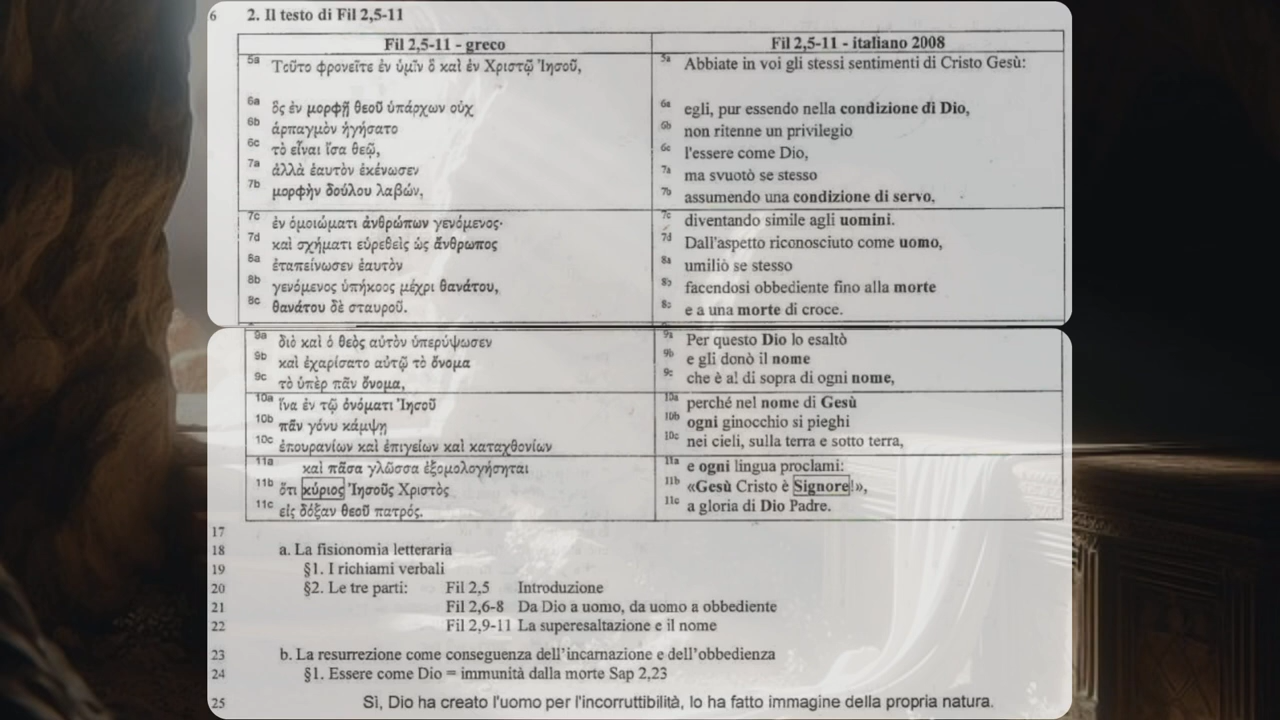 6 2. Il testo di Fil 2,5-11
Fil 2,5-11 - greco
5a Τοῦτο φρονεῖτε ἐν ὑμῖν ὃ καὶ ἐν Χριστῷ Ἰησοῦ,
6a ὃς ἐν μορφῇ θεοῦ ὑπάρχων οὐχ
6b ἁρπαγμὸν ἡγήσατο
6c τὸ εἶναι ἴσα θεῷ,
7a ἀλλὰ ἑαυτὸν ἐκένωσεν
7b μορφὴν δούλου λαβών,
7c ἐν ὁμοιώματι ἀνθρώπων γενόμενος·
7d καὶ σχήματι εὑρεθεὶς ὡς ἄνθρωπος
8a ἐταπείνωσεν ἑαυτὸν
8b γενόμενος ὑπήκοος μέχρι θανάτου,
8c θανάτου δὲ σταυροῦ.
9a διὸ καὶ ὁ θεὸς αὐτὸν ὑπερύψωσεν
9b καὶ ἐχαρίσατο αὐτῷ τὸ ὄνομα
9c τὸ ὑπὲρ πᾶν ὄνομα,
10a ἵνα ἐν τῷ ὀνόματι Ἰησοῦ
10b πᾶν γόνυ κάμψῃ
10c ἐπουρανίων καὶ ἐπιγείων καὶ καταχθονίων
11a καὶ πᾶσα γλῶσσα ἐξομολογήσηται
11b ὅτι κύριος Ἰησοῦς Χριστὸς
11c εἰς δόξαν θεοῦ πατρός.
Fil 2,5-11 - italiano 2008
5a Abbiate in voi gli stessi sentimenti di Cristo Gesù:
6a egli, pur essendo nella condizione di Dio,
6b non ritenne un privilegio
6c l'essere come Dio,
7a ma svuotò se stesso
7b assumendo una condizione di servo,
7c diventando simile agli uomini.
7d Dall'aspetto riconosciuto come uomo,
8a umiliò se stesso
8b facendosi obbediente fino alla morte
8c e a una morte di croce.
9a Per questo Dio lo esaltò
9b e gli donò il nome
9c che è al di sopra di ogni nome,
10a perché nel nome di Gesù
10b ogni ginocchio si pieghi
10c nei cieli, sulla terra e sotto terra,
11a e ogni lingua proclami:
11b «Gesù Cristo è Signore!»,
11c a gloria di Dio Padre.
17
18 a. La fisionomia letteraria
19 §1. I richiami verbali
20 §2. Le tre parti: Fil 2,5 Introduzione
21 Fil 2,6-8 Da Dio a uomo, da uomo a obbediente
22 Fil 2,9-11 La superesaltazione e il nome
23 b. La resurrezione come conseguenza dell'incarnazione e dell'obbedienza
24 §1. Essere come Dio = immunità dalla morte Sap 2,23
25 Sì, Dio ha creato l'uomo per l'incorruttibilità, lo ha fatto immagine della propria natura.